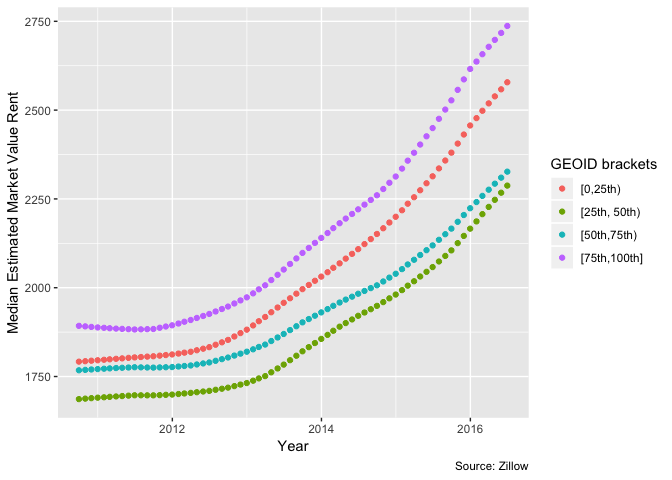 2750
2500
2250
2000
1750
Median Estimated Market Value Rent
2012
2014
2016
Year
GEOID brackets
[0,25th)
[25th, 50th)
[50th,75th)
[75th,100th]
Source: Zillow